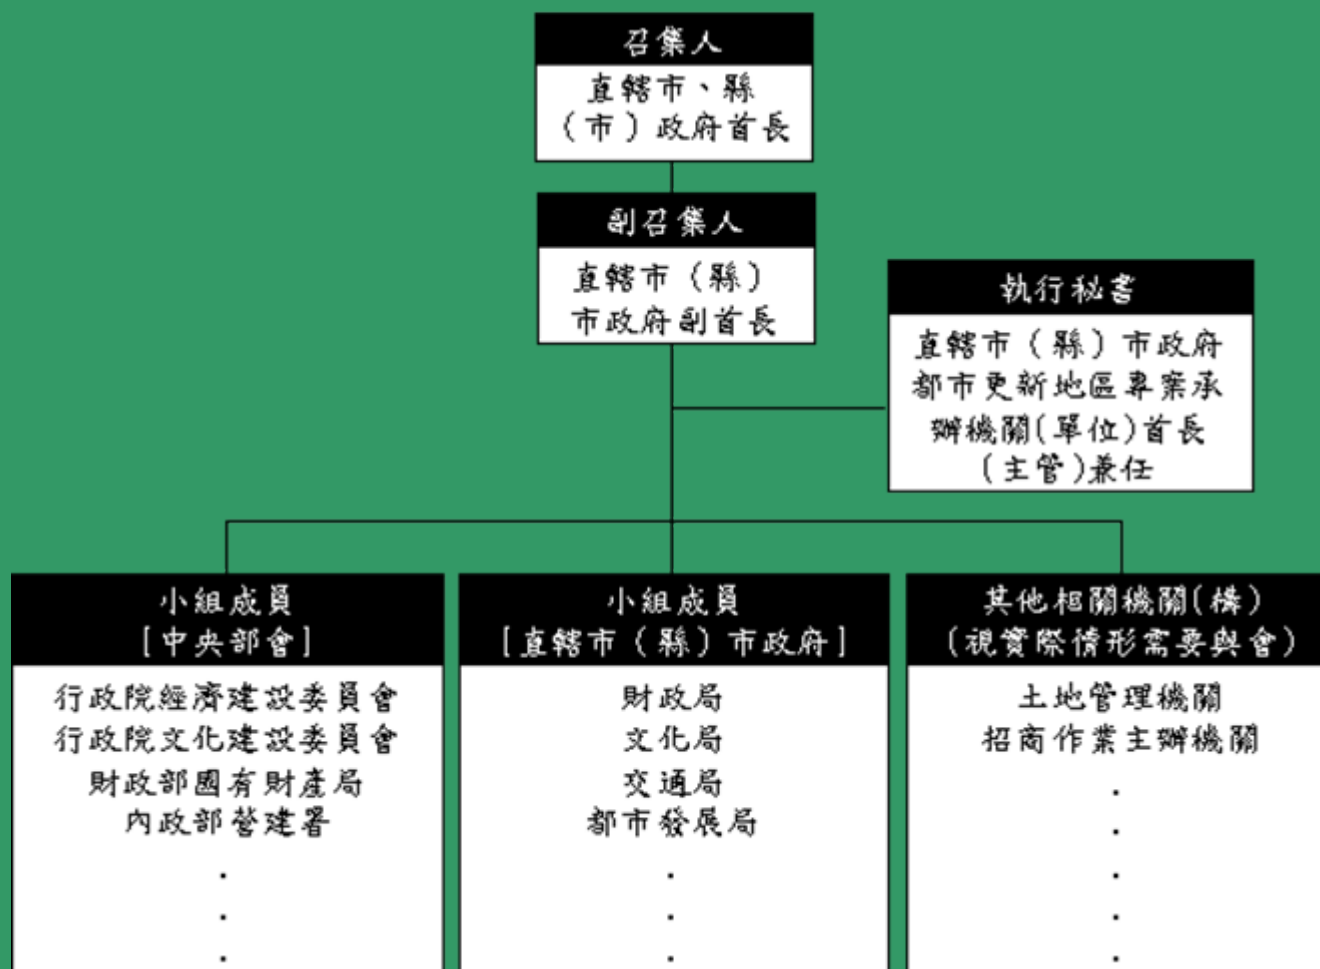 召集人
直轄市、縣
（市）政府首長
副召集人
直轄市（縣）
市政府副首長
執行秘書
直轄市（縣）市政府
都市更新地區專案承
辦機關(單位)首長
(主管)兼任
小組成員
[中央部會]
行政院經濟建設委員會
行政院文化建設委員會
財政部國有財產局
內政部營建署
.
.
.
小組成員
[直轄市（縣）市政府]
財政局
文化局
交通局
都市發展局
.
.
.
其他相關機關(構)
(視實際情形需要與會)
土地管理機關
招商作業主辦機關
.
.
.
.
.